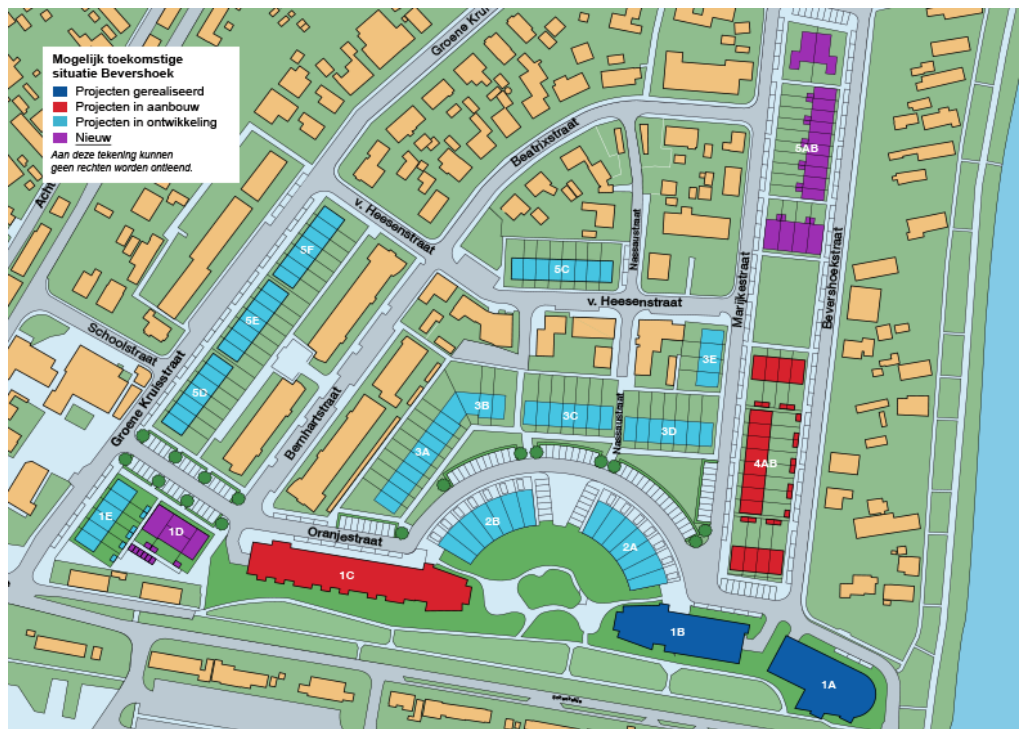 Mogelijk toekomstige
situatie Bevershoek
Projecten gerealiseerd
Projecten in aanbouw
Projecten in ontwikkeling
Nieuw
Aan deze tekening kunnen
geen rechten worden ontleend.
Groene Kru
Acht
Beatrixstraat
5AB
v. Heesenstraat
Nassaustraat
5F
5C
v. Heesenstraat
Marijkestraat
Bevershoekstraat
5E
Schoolstraat
3E
Groene Kruisstraat
5D
Bernhartstraat
3B
3C
Nassaustraat
3D
3A
4AB
1E
1D
2B
2A
Oranjestraat
1C
1B
1A